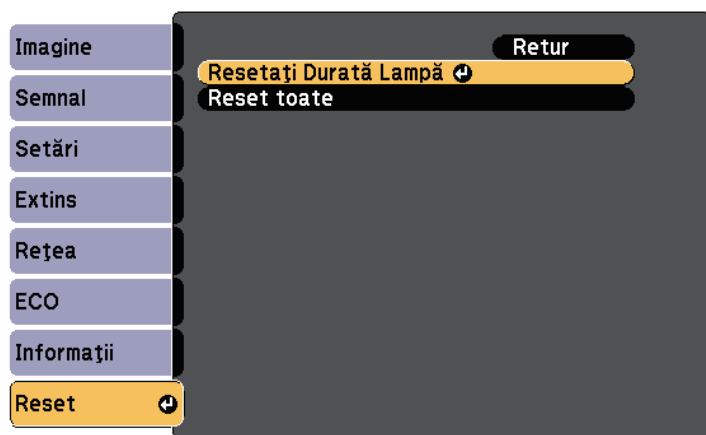 Imagine
Semnal
Setări
Extins
Reţea
ECO
Informaţii
Reset
Retur
Resetaţi Durată Lampă
Reset toate